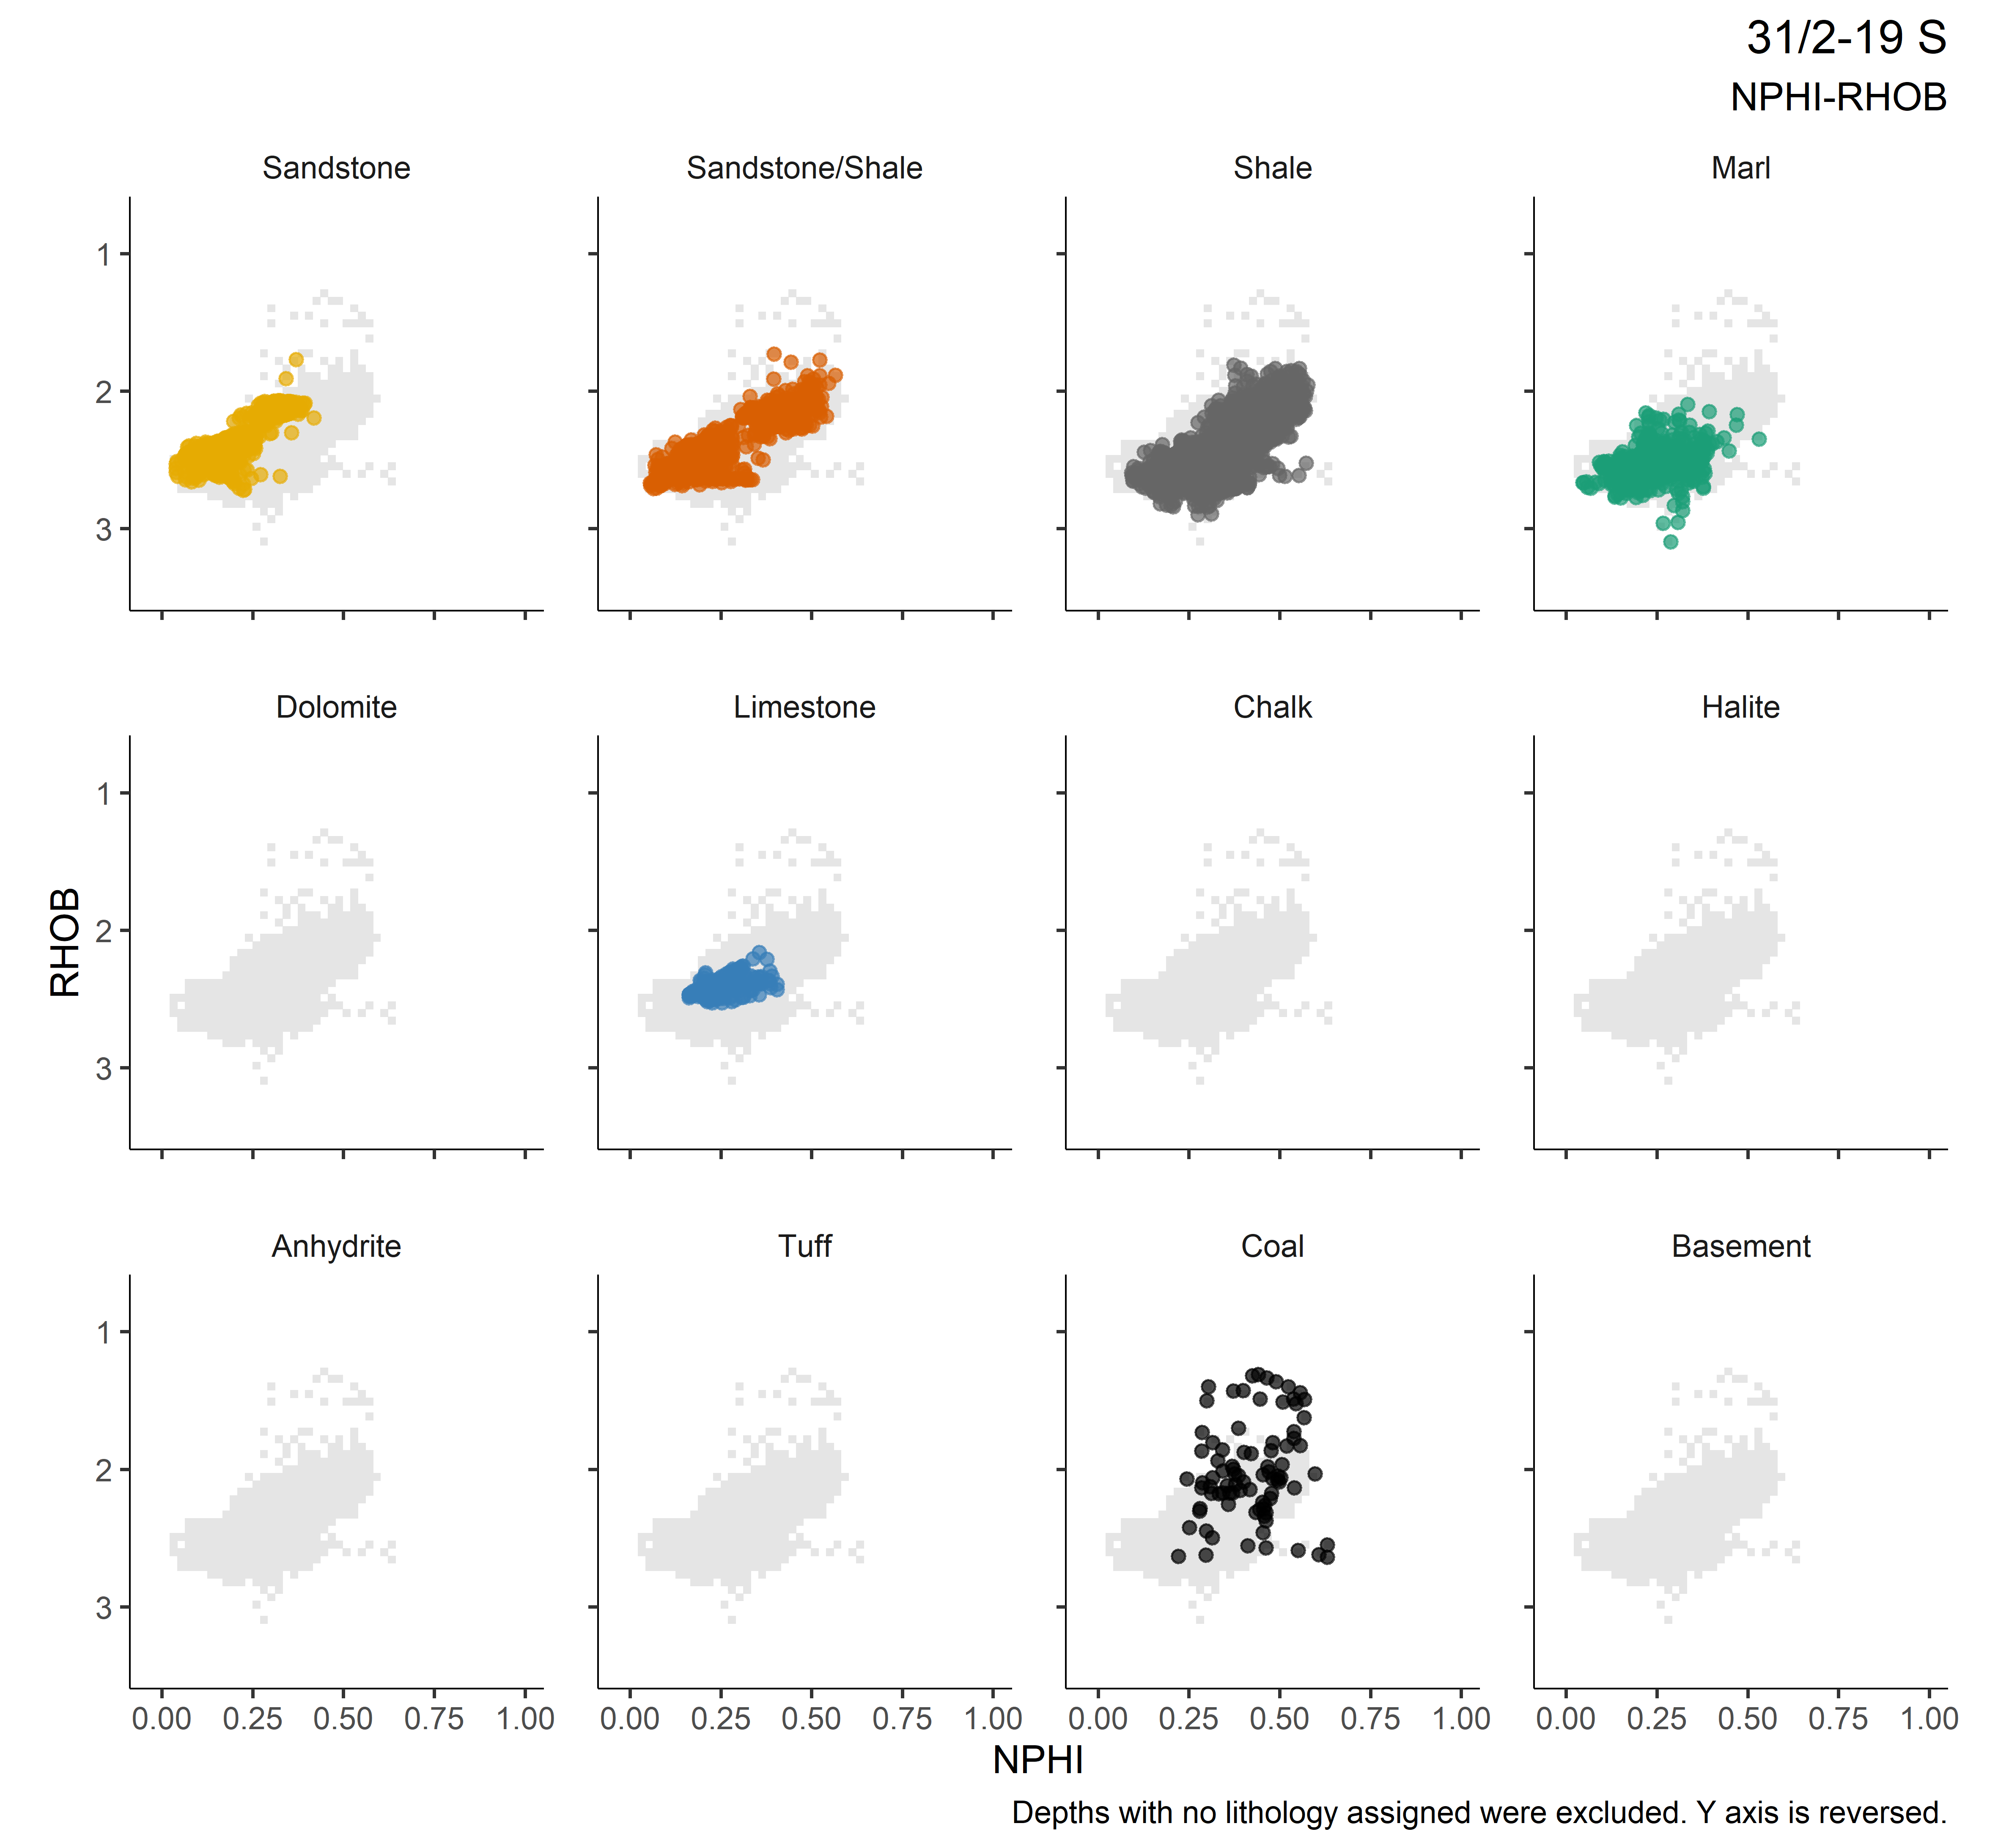 31/2-19 S
NPHI-RHOB
Sandstone
Sandstone/Shale
Shale
Marl
1
2
3
Dolomite
Limestone
Chalk
Halite
1
2
3
RHOB
Anhydrite
Tuff
Coal
Basement
1
2
3
0.00 0.25 0.50 0.75 1.00
0.00 0.25 0.50 0.75 1.00
0.00 0.25 0.50 0.75 1.00
0.00 0.25 0.50 0.75 1.00
NPHI
Depths with no lithology assigned were excluded. Y axis is reversed.